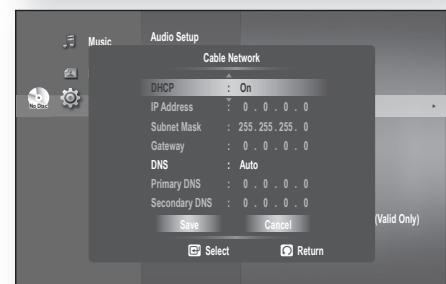 Music
Audio Setup
Cable Network
DHCP : On
No Disc
IP Address : 0 . 0 . 0 . 0
Subnet Mask : 255. 255. 255. 0
Gateway : 0 . 0 . 0 . 0
DNS : Auto
Primary DNS : 0 . 0 . 0 . 0
Secondary DNS : 0 . 0 . 0 . 0
Save Cancel
(Valid Only)
Select Return